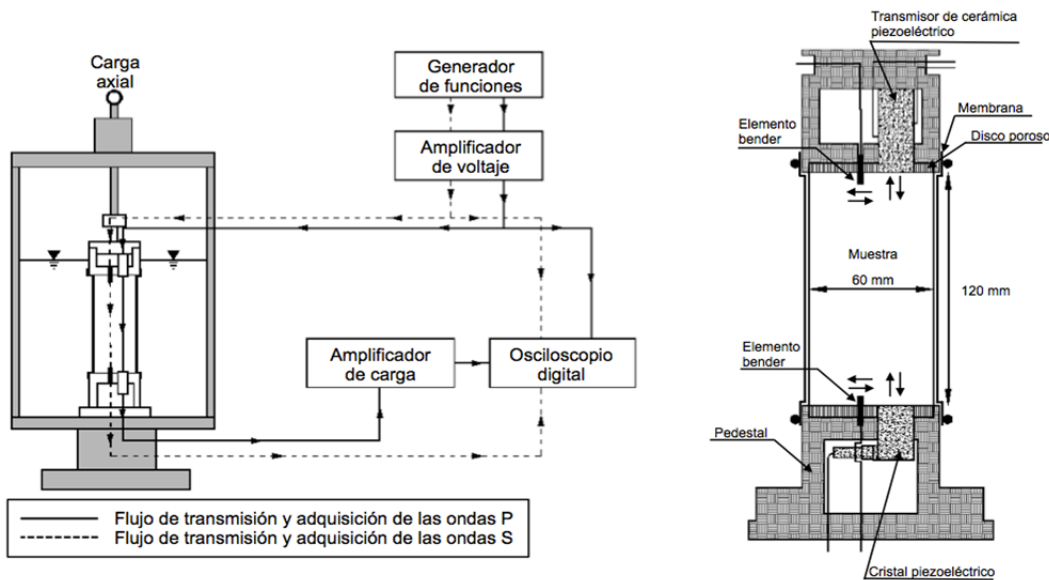 Carga
axial
Generador
de funciones
Amplificador
de voltaje
Amplificador
de carga
Osciloscopio
digital
Flujo de transmisión y adquisición de las ondas P
Flujo de transmisión y adquisición de las ondas S
Transmisor de cerámica
piezoeléctrico
Elemento
bender
Membrana
Disco poroso
Muestra
60 mm
120 mm
Elemento
bender
Pedestal
Cristal piezoeléctrico